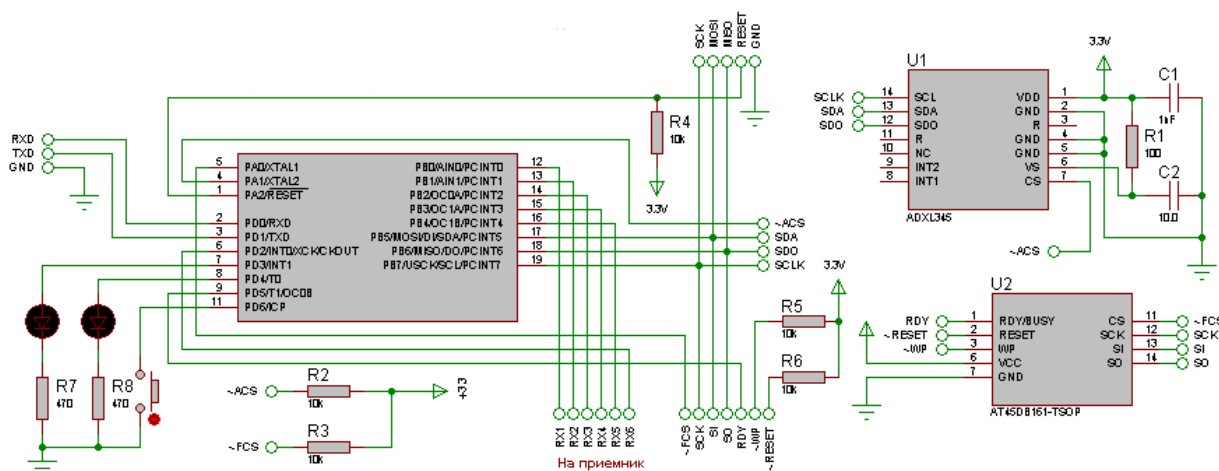 SCK
MOSI
MISO
RESET
GND
RXD
TXD
GND
5 PA0/XTAL1
4 PA1/XTAL2
1 PA2/RESET
2 PD0/RXD
3 PD1/TXD
6 PD2/INT0/XCK/CKOUT
7 PD3/INT1
8 PD4/T0
9 PD5/T1/OC0B
11 PD6/ICP
PB0/AIN0/PCINT0 12
PB1/AIN1/PCINT1 13
PB2/OC0A/PCINT2 14
PB3/OC1A/PCINT3 15
PB4/OC1B/PCINT4 16
PB5/MOSI/DI/SDA/PCINT5 17
PB6/MISO/DO/PCINT6 18
PB7/USCK/SCL/PCINT7 19
R4
10k
3.3V
~ACS
SDA
SDO
SCLK
U1
SCLK 14 SCL
SDA 13 SDA
SDO 12 SDO
11 R
10 NC
9 INT2
8 INT1
VDD 1
GND 2
R 3
GND 4
GND 5
VS 6
CS 7
ADXL345
3.3V
C1
1uF
R1
100
C2
10.0
~ACS
3.3V
R5
10k
R6
10k
U2
RDY 1 RDY/BUSY
~RESET 2 RESET
~WP 3 WP
6 VCC
7 GND
CS 11 ~FCS
SCK 12 SCK
SI 13 SI
SO 14 SO
AT45DB161-TSOP
R7
470
R8
470
~ACS
R2
10k
~FCS
R3
10k
+33
RX1
RX2
RX3
RX4
RX5
RX6
На приемник
~FCS
SCK
SI
SO
RDY
~WP
~RESET